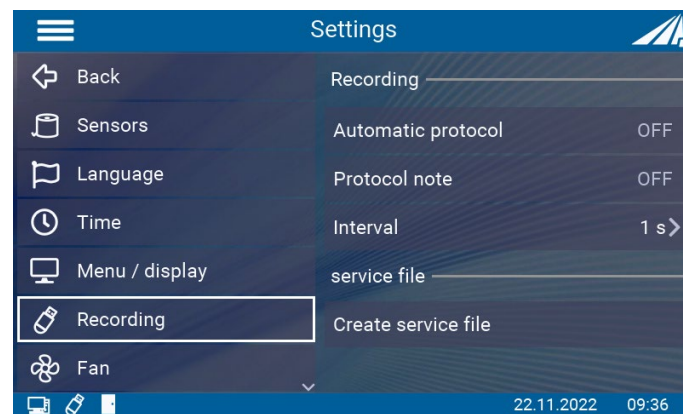 Settings
Back
Sensors
Language
Time
Menu / display
Recording
Fan
Recording
Automatic protocol OFF
Protocol note OFF
Interval 1 s
service file
Create service file
22.11.2022 09:36